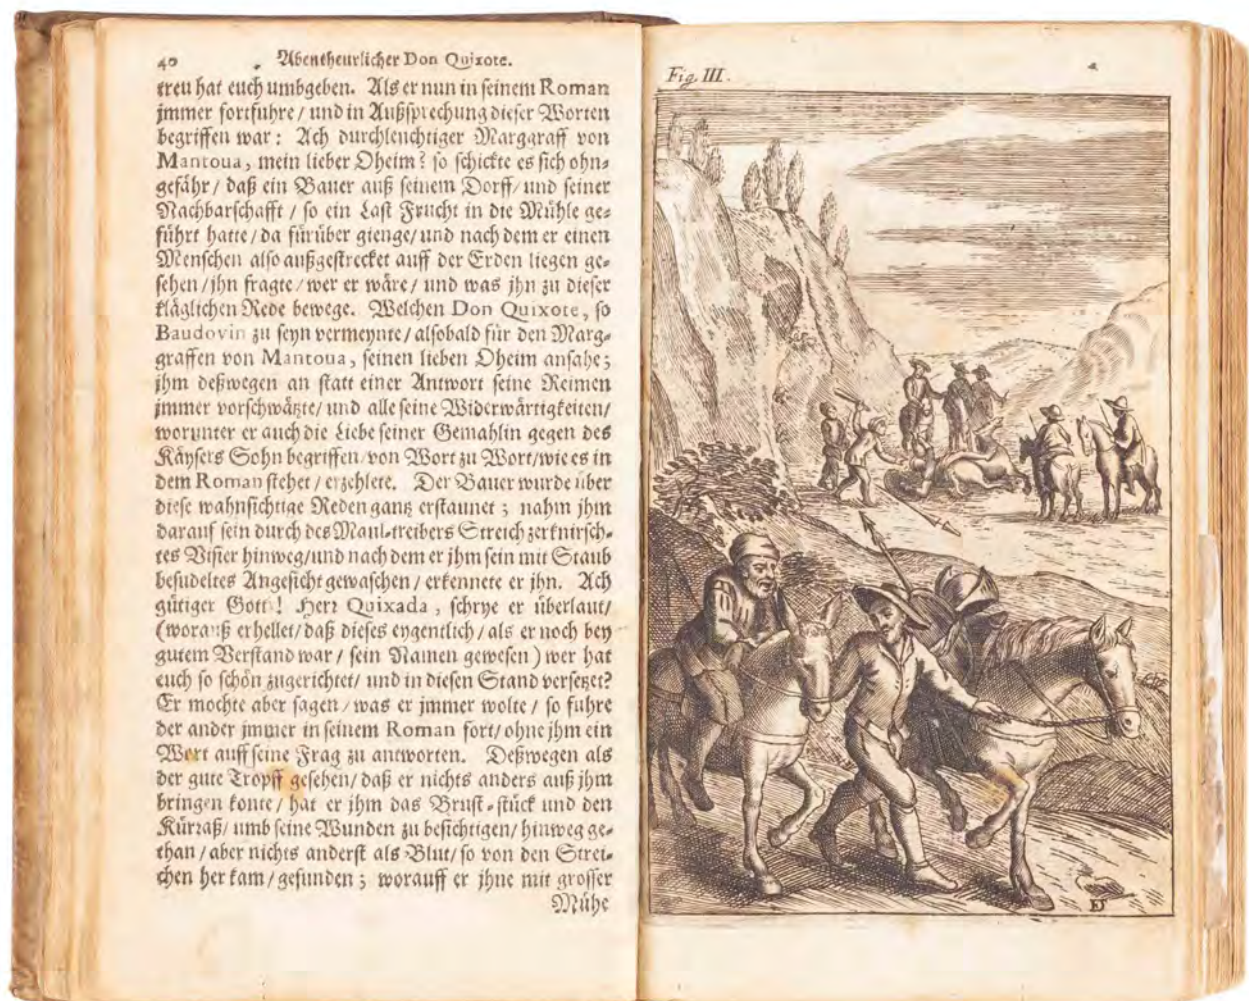 40 Abentheurlicher Don Quixote.
treu hat euch umbgeben. Als er nun in seinem Roman
jmmer fortfuhre / und in Außsprechung dieser Worten
begriffen war: Ach durchleuchtiger Marggraff von
Mantoua, mein lieber Oheim? so schickte es sich ohn-
gefähr / daß ein Bauer auß seinem Dorff / und seiner
Nachbarschafft / so ein Last Frucht in die Mühle ge-
führt hatte / da fürüber gienge / und nach dem er einen
Menschen also außgestrecket auff der Erden liegen ge-
sehen / jhn fragte / wer er wäre / und was jhn zu dieser
kläglichen Rede bewege. Welchen Don Quixote, so
Baudovin zu seyn vermeynte / alsobald für den Marg-
graffen von Mantoua, seinen lieben Oheim ansahe;
jhm deßwegen an statt einer Antwort seine Reimen
jmmer vorschwätzte / und alle seine Widerwärtigkeiten /
worunter er auch die Liebe seiner Gemahlin gegen des
Käysers Sohn begriffen / von Wort zu Wort / wie es in
dem Roman stehet / erzehlete. Der Bauer wurde über
diese wahnsichtige Reden gantz erstaunet ; nahm jhm
darauf sein durch des Maul-treibers Streich zerknirsch-
tes Visier hinweg / und nach dem er jhm sein mit Staub
besudeltes Angesicht gewaschen / erkennete er jhn. Ach
gütiger Gott ! Herr Quixada , schrye er überlaut /
(worauß erhellet / daß dieses eygentlich / als er noch bey
gutem Verstand war / sein Namen gewesen ) wer hat
euch so schön zugerichtet / und in diesen Stand versetzet?
Er mochte aber sagen / was er jmmer wolte / so fuhre
der ander jmmer in seinem Roman fort / ohne jhm ein
Wort auff seine Frag zu antworten. Deßwegen als
der gute Tropff gesehen / daß er nichts anders auß jhm
bringen konte / hat er jhm das Brust-stück und den
Kürraß / umb seine Wunden zu besichtigen / hinweg ge-
than / aber nichts anderst als Blut / so von den Strei-
chen her kam / gefunden ; worauff er jhne mit grosser
Mühe
Fig. III.